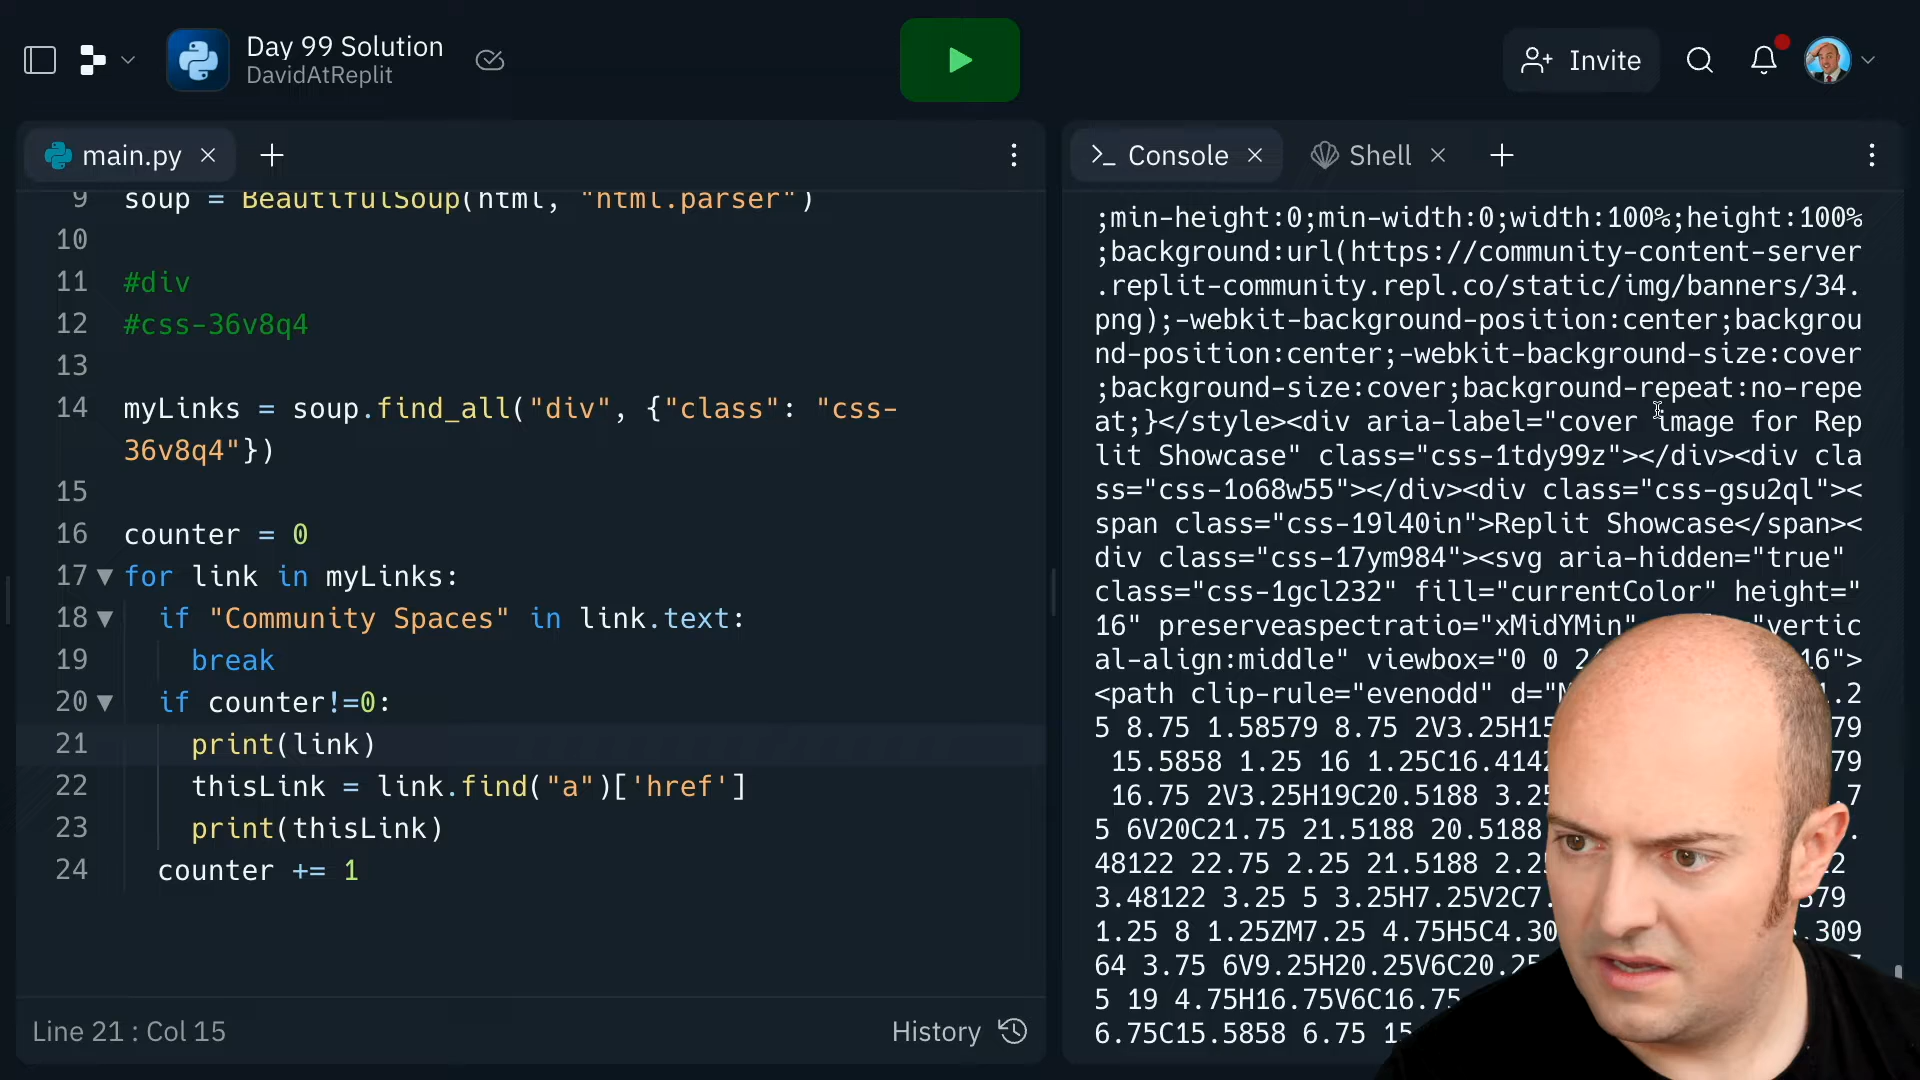 Day 99 Solution
DavidAtReplit
Invite
main.py
Console
Shell
9 soup = BeautifulSoup(html, "html.parser")
10
11 #div
12 #css-36v8q4
13
14 myLinks = soup.find_all("div", {"class": "css-
36v8q4"})
15
16 counter = 0
17 for link in myLinks:
18 if "Community Spaces" in link.text:
19 break
20 if counter!=0:
21 print(link)
22 thisLink = link.find("a")['href']
23 print(thisLink)
24 counter += 1
Line 21 : Col 15
History
;min-height:0;min-width:0;width:100%;height:100%
;background:url(https://community-content-server
.replit-community.repl.co/static/img/banners/34.
png);-webkit-background-position:center;backgrou
nd-position:center;-webkit-background-size:cover
;background-size:cover;background-repeat:no-repe
at;}</style><div aria-label="cover image for Rep
lit Showcase" class="css-1tdy99z"></div><div cla
ss="css-1o68w55"></div><div class="css-gsu2ql"><
span class="css-19l40in">Replit Showcase</span><
div class="css-17ym984"><svg aria-hidden="true"
class="css-1gcl232" fill="currentColor" height="
16" preserveaspectratio="xMidYMin" "vertic
al-align:middle" viewbox="0 0 16">
<path clip-rule="evenodd"
5 8.75 1.58579 8.75 2V3.25H15
15.5858 1.25 16 1.25C16.4142
16.75 2V3.25H19C20.5188
5 6V20C21.75 21.5188 20.5188
48122 22.75 2.25 21.5188
3.48122 3.25 5 3.25H7.25V2C7.
1.25 8 1.25ZM7.25 4.75H5C4.30 .309
64 3.75 6V9.25H20.25V6C20.25
5 19 4.75H16.75V6C16.75
6.75C15.5858 6.75 15